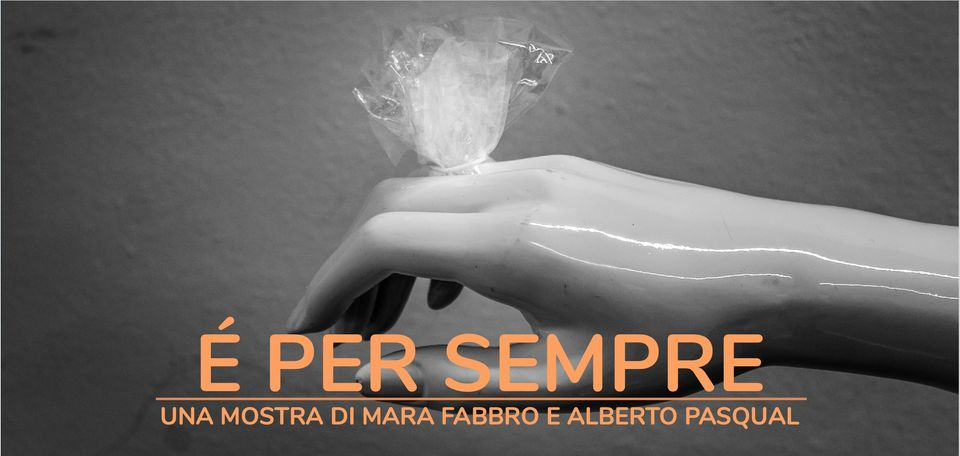 É PER SEMPRE
UNA MOSTRA DI MARA FABBRO E ALBERTO PASQUAL